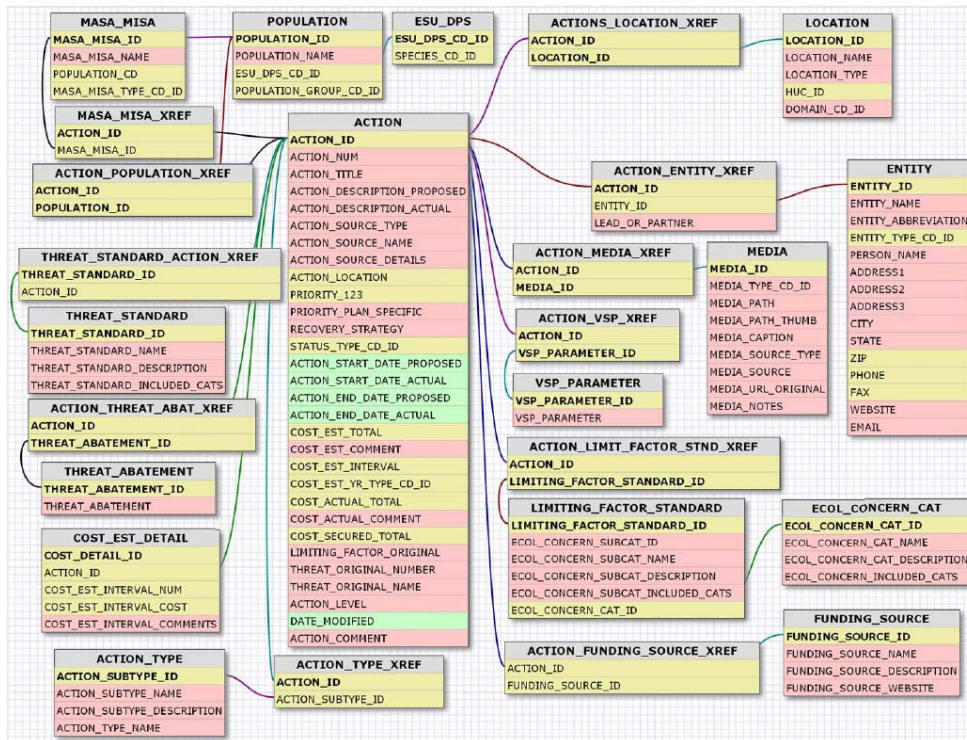 MASA_MISA
MASA_MISA_ID
MASA_MISA_NAME
POPULATION_CD
MASA_MISA_TYPE_CD_ID
POPULATION
POPULATION_ID
POPULATION_NAME
ESU_DPS_CD_ID
POPULATION_GROUP_CD_ID
ESU_DPS
ESU_DPS_CD_ID
SPECIES_CD_ID
ACTIONS_LOCATION_XREF
ACTION_ID
LOCATION_ID
LOCATION
LOCATION_ID
LOCATION_NAME
LOCATION_TYPE
HUC_ID
DOMAIN_CD_ID
MASA_MISA_XREF
ACTION_ID
MASA_MISA_ID
ACTION_POPULATION_XREF
ACTION_ID
POPULATION_ID
ACTION
ACTION_ID
ACTION_NUM
ACTION_TITLE
ACTION_DESCRIPTION_PROPOSED
ACTION_DESCRIPTION_ACTUAL
ACTION_SOURCE_TYPE
ACTION_SOURCE_NAME
ACTION_SOURCE_DETAILS
ACTION_LOCATION
PRIORITY_123
PRIORITY_PLAN_SPECIFIC
RECOVERY_STRATEGY
STATUS_TYPE_CD_ID
ACTION_START_DATE_PROPOSED
ACTION_START_DATE_ACTUAL
ACTION_END_DATE_PROPOSED
ACTION_END_DATE_ACTUAL
COST_EST_TOTAL
COST_EST_COMMENT
COST_EST_INTERVAL
COST_EST_YR_TYPE_CD_ID
COST_ACTUAL_TOTAL
COST_ACTUAL_COMMENT
COST_SECURED_TOTAL
LIMITING_FACTOR_ORIGINAL
THREAT_ORIGINAL_NUMBER
THREAT_ORIGINAL_NAME
ACTION_LEVEL
DATE_MODIFIED
ACTION_COMMENT
ACTION_ENTITY_XREF
ACTION_ID
ENTITY_ID
LEAD_OR_PARTNER
ENTITY
ENTITY_ID
ENTITY_NAME
ENTITY_ABBREVIATION
ENTITY_TYPE_CD_ID
PERSON_NAME
ADDRESS1
ADDRESS2
ADDRESS3
CITY
STATE
ZIP
PHONE
FAX
WEBSITE
EMAIL
THREAT_STANDARD_ACTION_XREF
THREAT_STANDARD_ID
ACTION_ID
THREAT_STANDARD
THREAT_STANDARD_ID
THREAT_STANDARD_NAME
THREAT_STANDARD_DESCRIPTION
THREAT_STANDARD_INCLUDED_CATS
ACTION_MEDIA_XREF
ACTION_ID
MEDIA_ID
MEDIA
MEDIA_ID
MEDIA_TYPE_CD_ID
MEDIA_PATH
MEDIA_PATH_THUMB
MEDIA_CAPTION
MEDIA_SOURCE_TYPE
MEDIA_SOURCE
MEDIA_URL_ORIGINAL
MEDIA_NOTES
ACTION_VSP_XREF
ACTION_ID
VSP_PARAMETER_ID
VSP_PARAMETER
VSP_PARAMETER_ID
VSP_PARAMETER
ACTION_THREAT_ABAT_XREF
ACTION_ID
THREAT_ABATEMENT_ID
THREAT_ABATEMENT
THREAT_ABATEMENT_ID
THREAT_ABATEMENT
ACTION_LIMIT_FACTOR_STND_XREF
ACTION_ID
LIMITING_FACTOR_STANDARD_ID
LIMITING_FACTOR_STANDARD
LIMITING_FACTOR_STANDARD_ID
ECOL_CONCERN_SUBCAT_ID
ECOL_CONCERN_SUBCAT_NAME
ECOL_CONCERN_SUBCAT_DESCRIPTION
ECOL_CONCERN_SUBCAT_INCLUDED_CATS
ECOL_CONCERN_CAT_ID
ECOL_CONCERN_CAT
ECOL_CONCERN_CAT_ID
ECOL_CONCERN_CAT_NAME
ECOL_CONCERN_CAT_DESCRIPTION
ECOL_CONCERN_INCLUDED_CATS
COST_EST_DETAIL
COST_DETAIL_ID
ACTION_ID
COST_EST_INTERVAL_NUM
COST_EST_INTERVAL_COST
COST_EST_INTERVAL_COMMENTS
ACTION_TYPE
ACTION_SUBTYPE_ID
ACTION_SUBTYPE_NAME
ACTION_SUBTYPE_DESCRIPTION
ACTION_TYPE_NAME
ACTION_TYPE_XREF
ACTION_ID
ACTION_SUBTYPE_ID
ACTION_FUNDING_SOURCE_XREF
ACTION_ID
FUNDING_SOURCE_ID
FUNDING_SOURCE
FUNDING_SOURCE_ID
FUNDING_SOURCE_NAME
FUNDING_SOURCE_DESCRIPTION
FUNDING_SOURCE_WEBSITE